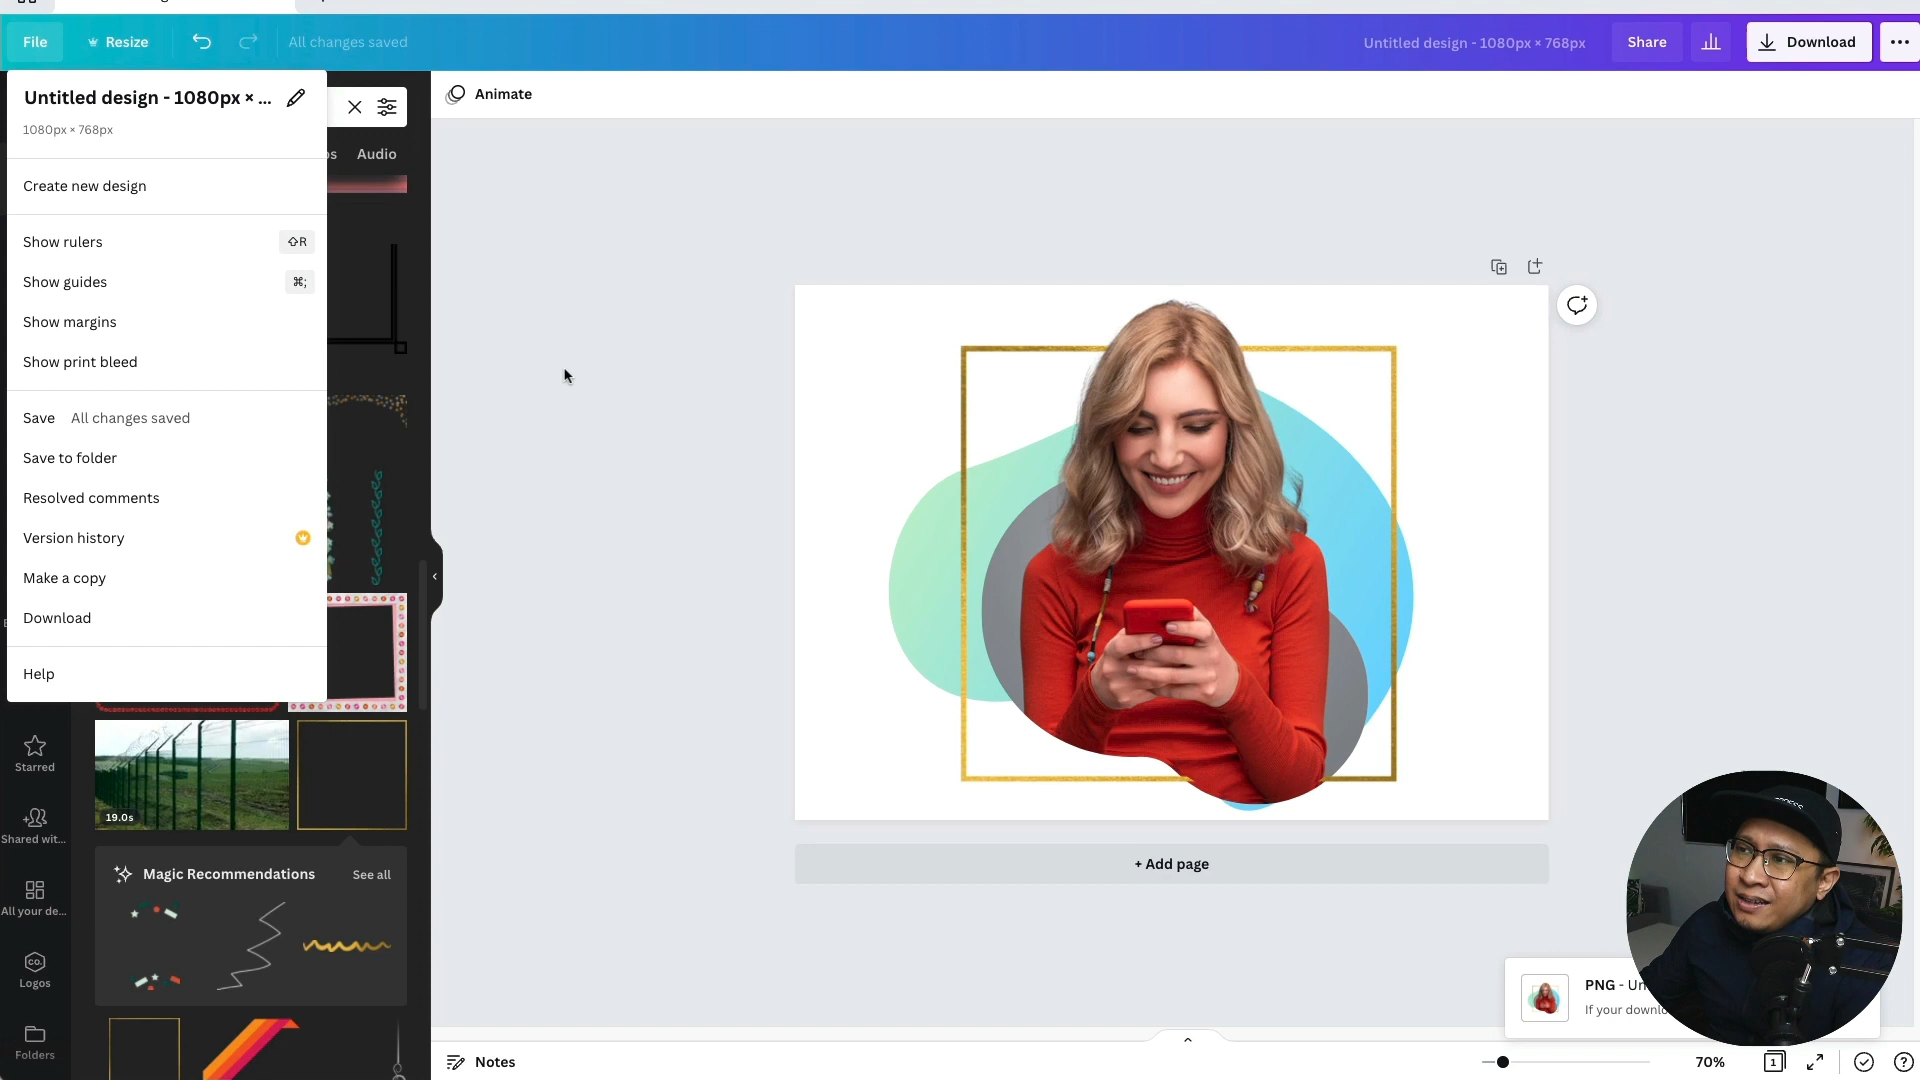 File
Resize
All changes saved
Untitled design - 1080px × 768px
Share
Download
Untitled design - 1080px × ...
1080px × 768px
Create new design
Show rulers ⇧R
Show guides ⌘;
Show margins
Show print bleed
Save All changes saved
Save to folder
Resolved comments
Version history
Make a copy
Download
Help
Audio
Animate
Starred
Shared wit...
All your de...
CO.
Logos
Folders
19.0s
Magic Recommendations
See all
+ Add page
PNG - Un
If your downlo
Notes
70%
1